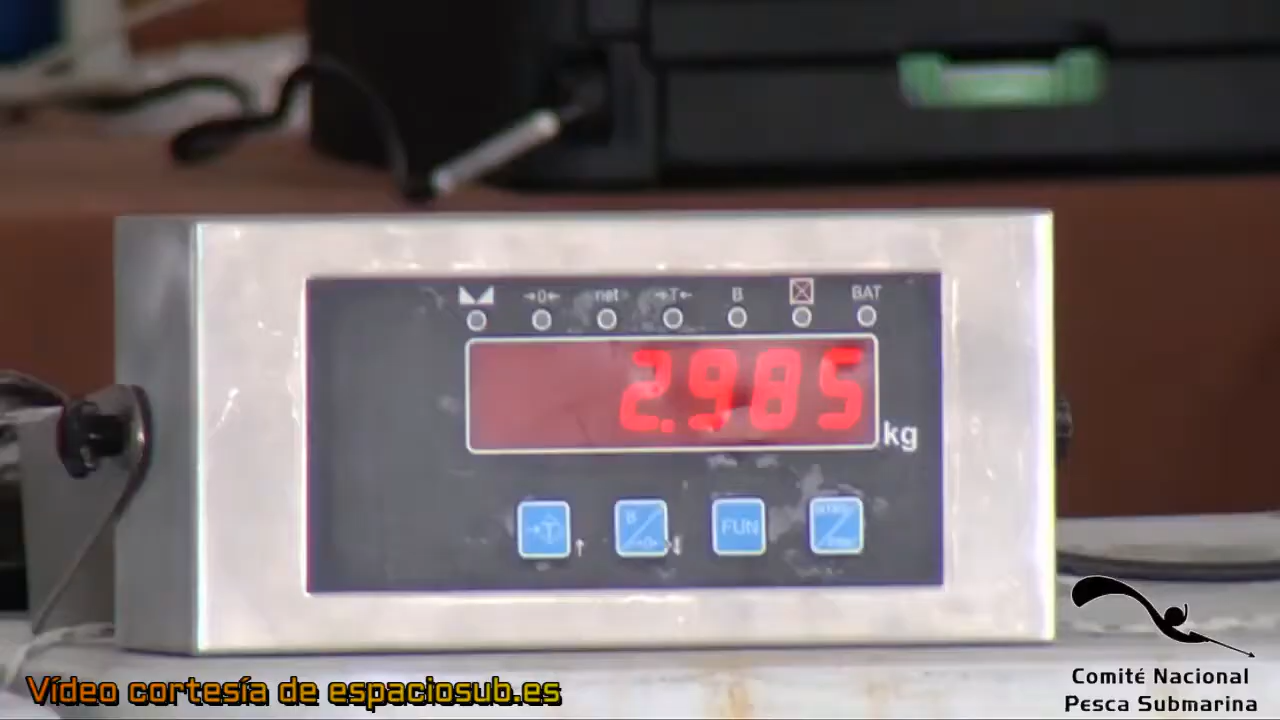 →0← net →T← B BAT
2.985
kg
→T← B FUN
Vídeo cortesía de espaciosub.es
Comité Nacional
Pesca Submarina